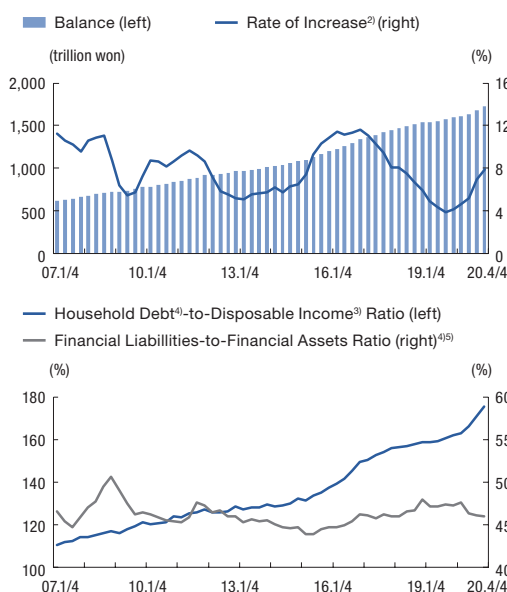 Balance (left) Rate of Increase²⁾ (right)
(trillion won) (%)
2,000 16
1,500 12
1,000 8
500 4
0 0
07.1/4 10.1/4 13.1/4 16.1/4 19.1/4 20.4/4
Household Debt⁴⁾-to-Disposable Income³⁾ Ratio (left)
Financial Liabillities-to-Financial Assets Ratio (right)⁴⁾⁵⁾
(%) (%)
180 60
160 55
140 50
120 45
100 40
07.1/4 10.1/4 13.1/4 16.1/4 19.1/4 20.4/4